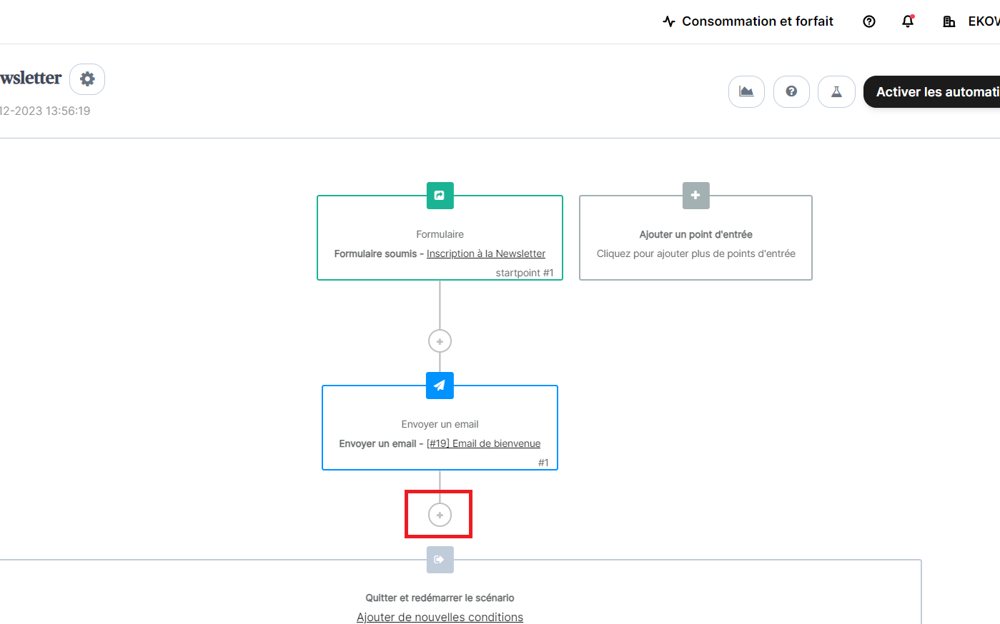 Consommation et forfait
EKOV
wsletter
12-2023 13:56:19
Activer les automati
Formulaire
Formulaire soumis - Inscription à la Newsletter
startpoint #1
Ajouter un point d'entrée
Cliquez pour ajouter plus de points d'entrée
Envoyer un email
Envoyer un email - [#19] Email de bienvenue
#1
Quitter et redémarrer le scénario
Ajouter de nouvelles conditions